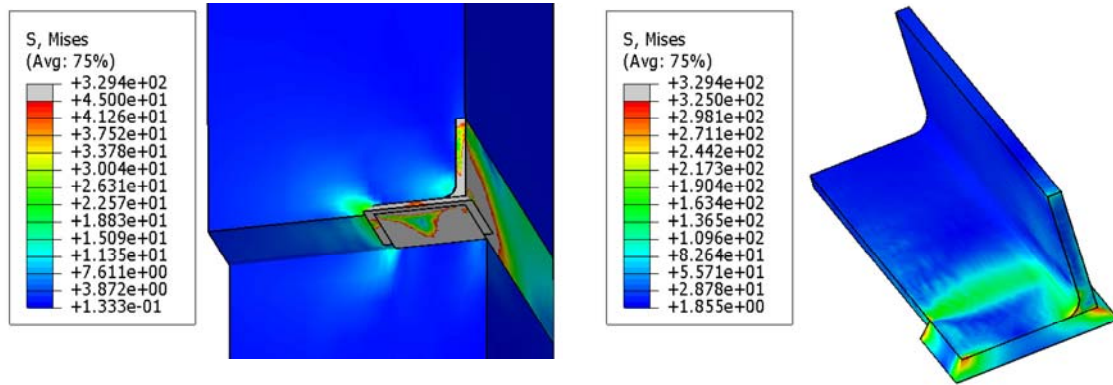 S, Mises
(Avg: 75%)
+3.294e+02
+4.500e+01
+4.126e+01
+3.752e+01
+3.378e+01
+3.004e+01
+2.631e+01
+2.257e+01
+1.883e+01
+1.509e+01
+1.135e+01
+7.611e+00
+3.872e+00
+1.333e-01
S, Mises
(Avg: 75%)
+3.294e+02
+3.250e+02
+2.981e+02
+2.711e+02
+2.442e+02
+2.173e+02
+1.904e+02
+1.634e+02
+1.365e+02
+1.096e+02
+8.264e+01
+5.571e+01
+2.878e+01
+1.855e+00